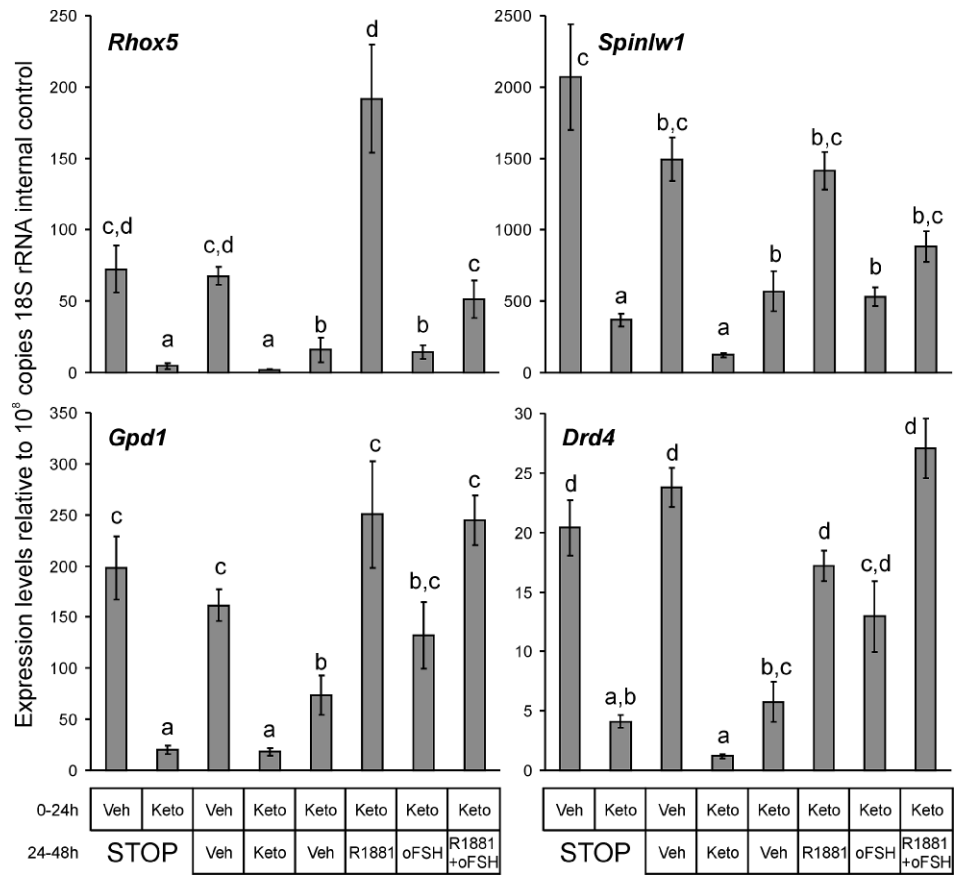 Expression levels relative to 10⁸ copies 18S rRNA internal control
Rhox5
250
200
150
100
50
0
c,d
a
c,d
a
b
d
b
c
Spinlw1
2500
2000
1500
1000
500
0
c
a
b,c
a
b
b,c
b
b,c
Gpd1
350
300
250
200
150
100
50
0
c
a
c
a
b
c
b,c
c
Drd4
30
25
20
15
10
5
0
d
a,b
d
a
b,c
d
c,d
d
0-24h Veh Keto Veh Keto Keto Keto Keto Keto Veh Keto Veh Keto Keto Keto Keto Keto
24-48h STOP Veh Keto Veh R1881 oFSH R1881 STOP Veh Keto Veh R1881 oFSH R1881
+oFSH +oFSH